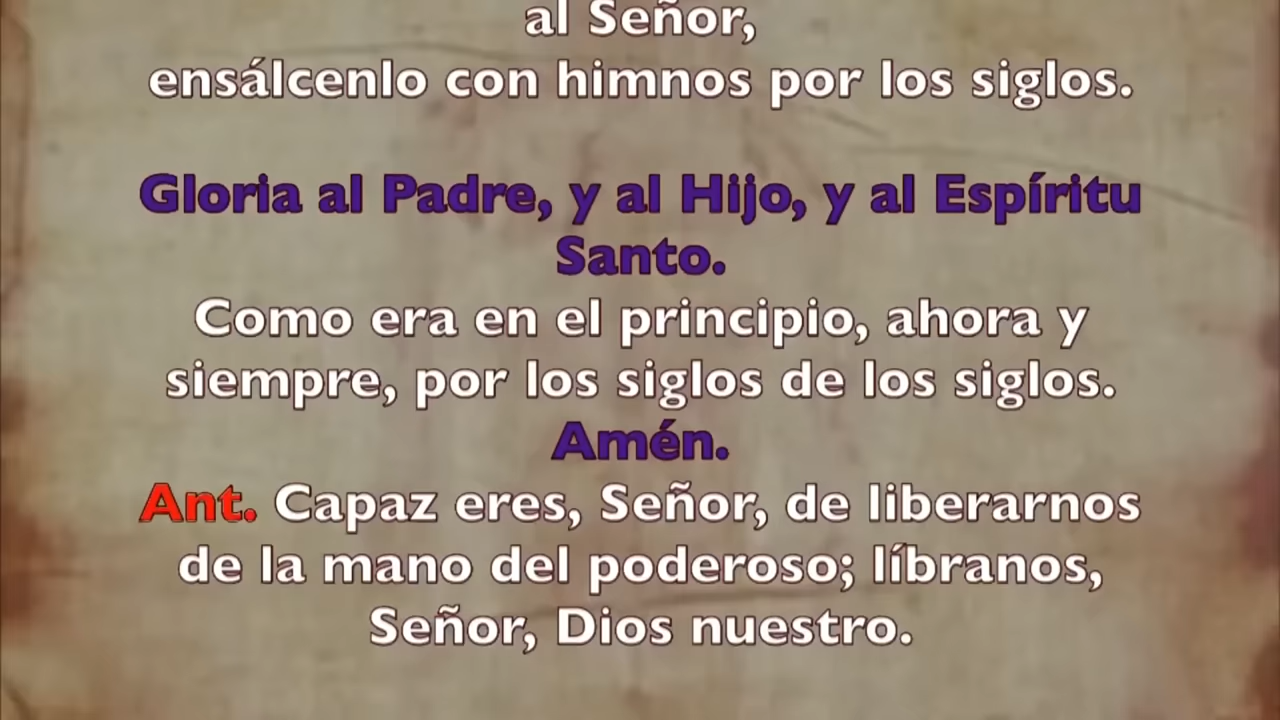 al Señor,
ensálcenlo con himnos por los siglos.
Gloria al Padre, y al Hijo, y al Espíritu
Santo.
Como era en el principio, ahora y
siempre, por los siglos de los siglos.
Amén.
Ant. Capaz eres, Señor, de liberarnos
de la mano del poderoso; líbranos,
Señor, Dios nuestro.